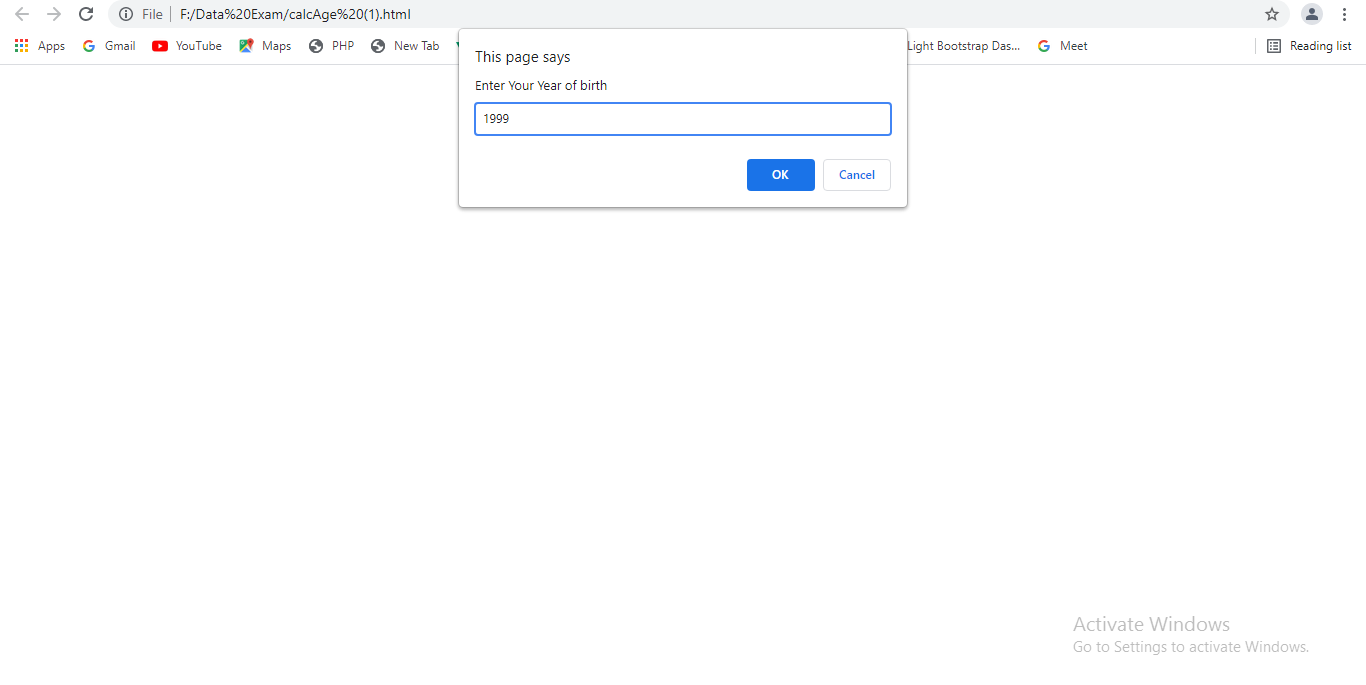 File F:/Data%20Exam/calcAge%20(1).html
Apps Gmail YouTube Maps PHP New Tab Light Bootstrap Das... Meet Reading list
This page says
Enter Your Year of birth
1999
OK Cancel
Activate Windows
Go to Settings to activate Windows.